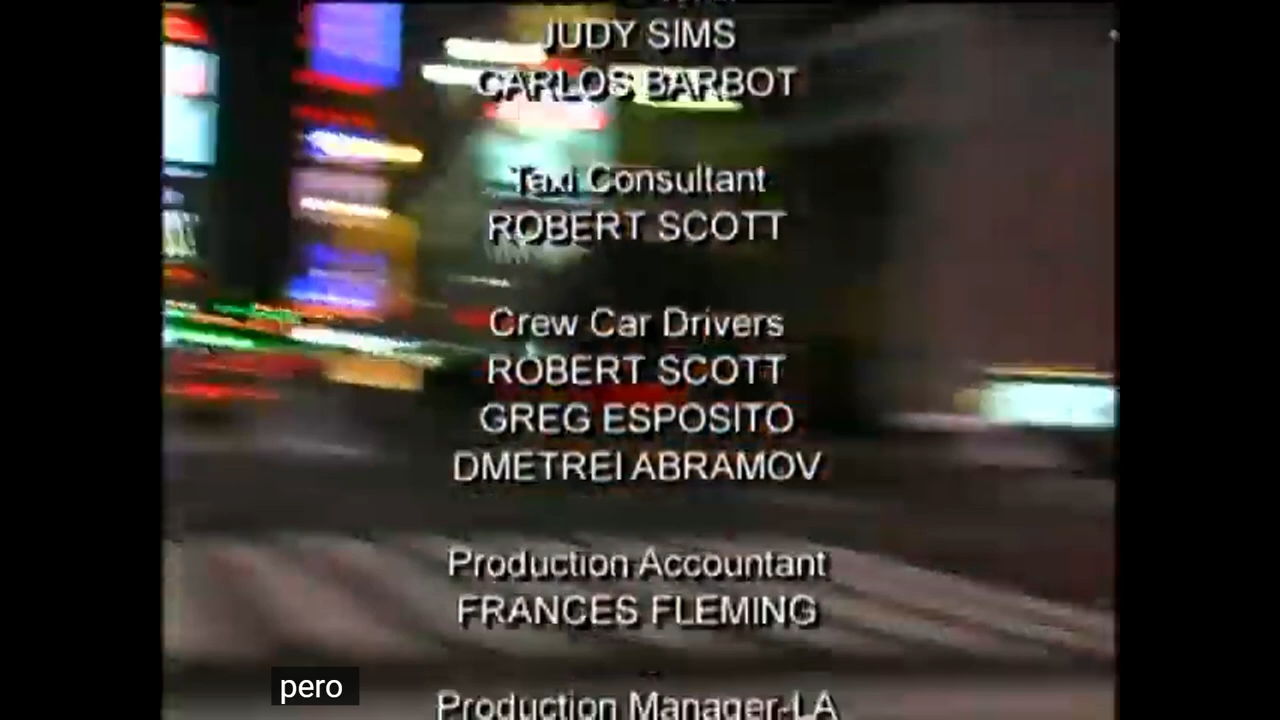 JUDY SIMS
CARLOS BARBOT
Taxi Consultant
ROBERT SCOTT
Crew Car Drivers
ROBERT SCOTT
GREG ESPOSITO
DMETREI ABRAMOV
Production Accountant
FRANCES FLEMING
pero
Production Manager-LA